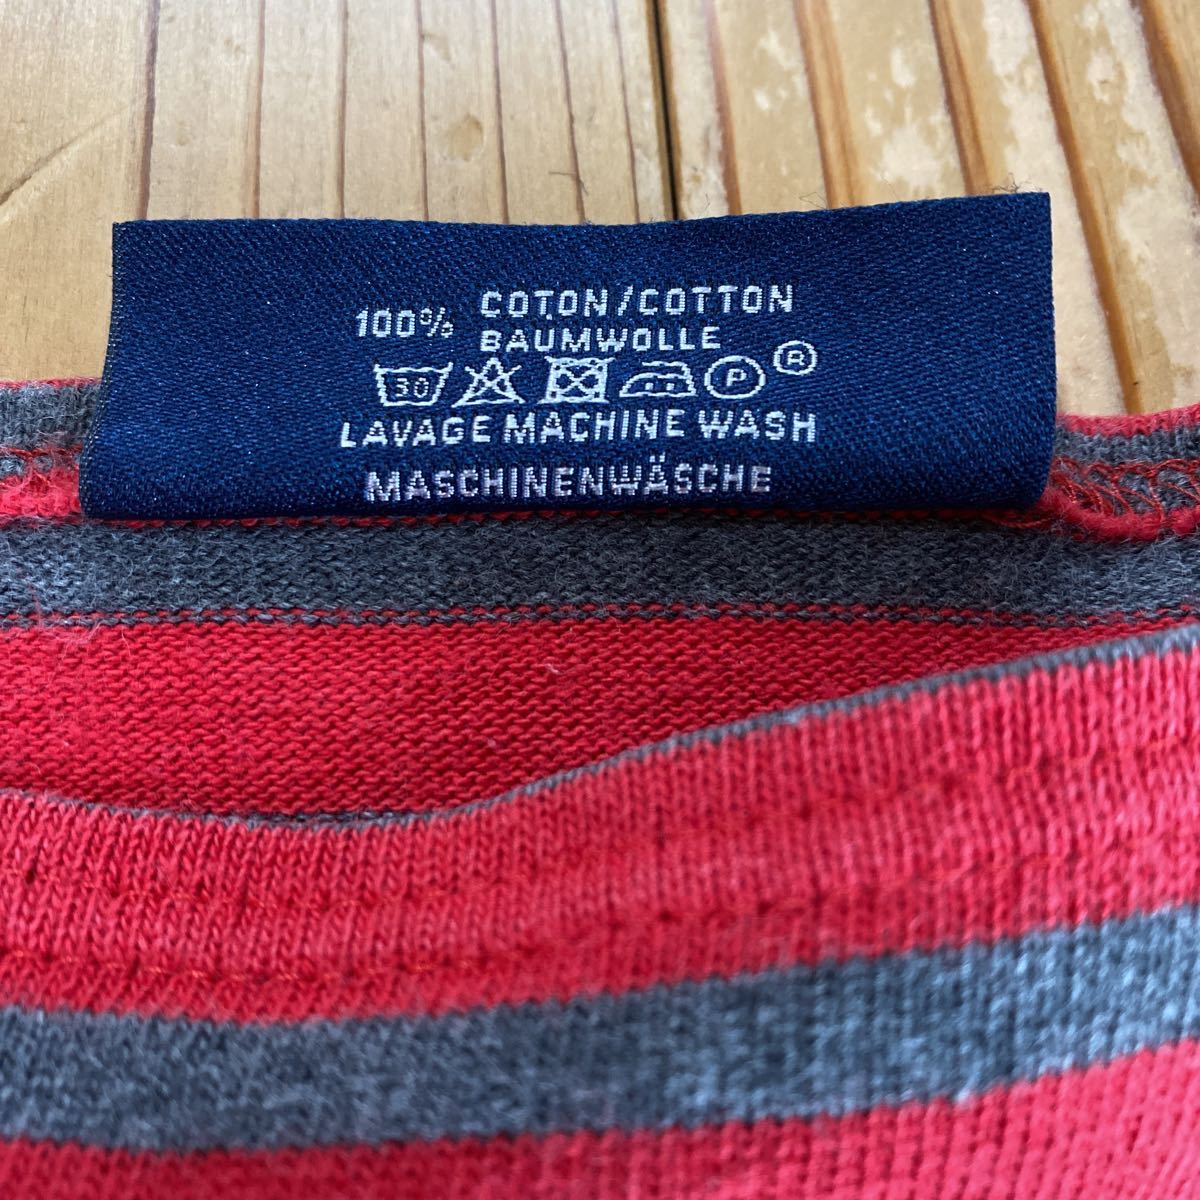 100% COTON/COTTON
BAUMWOLLE
30 P ®
LAVAGE MACHINE WASH
MASCHINENWÄSCHE